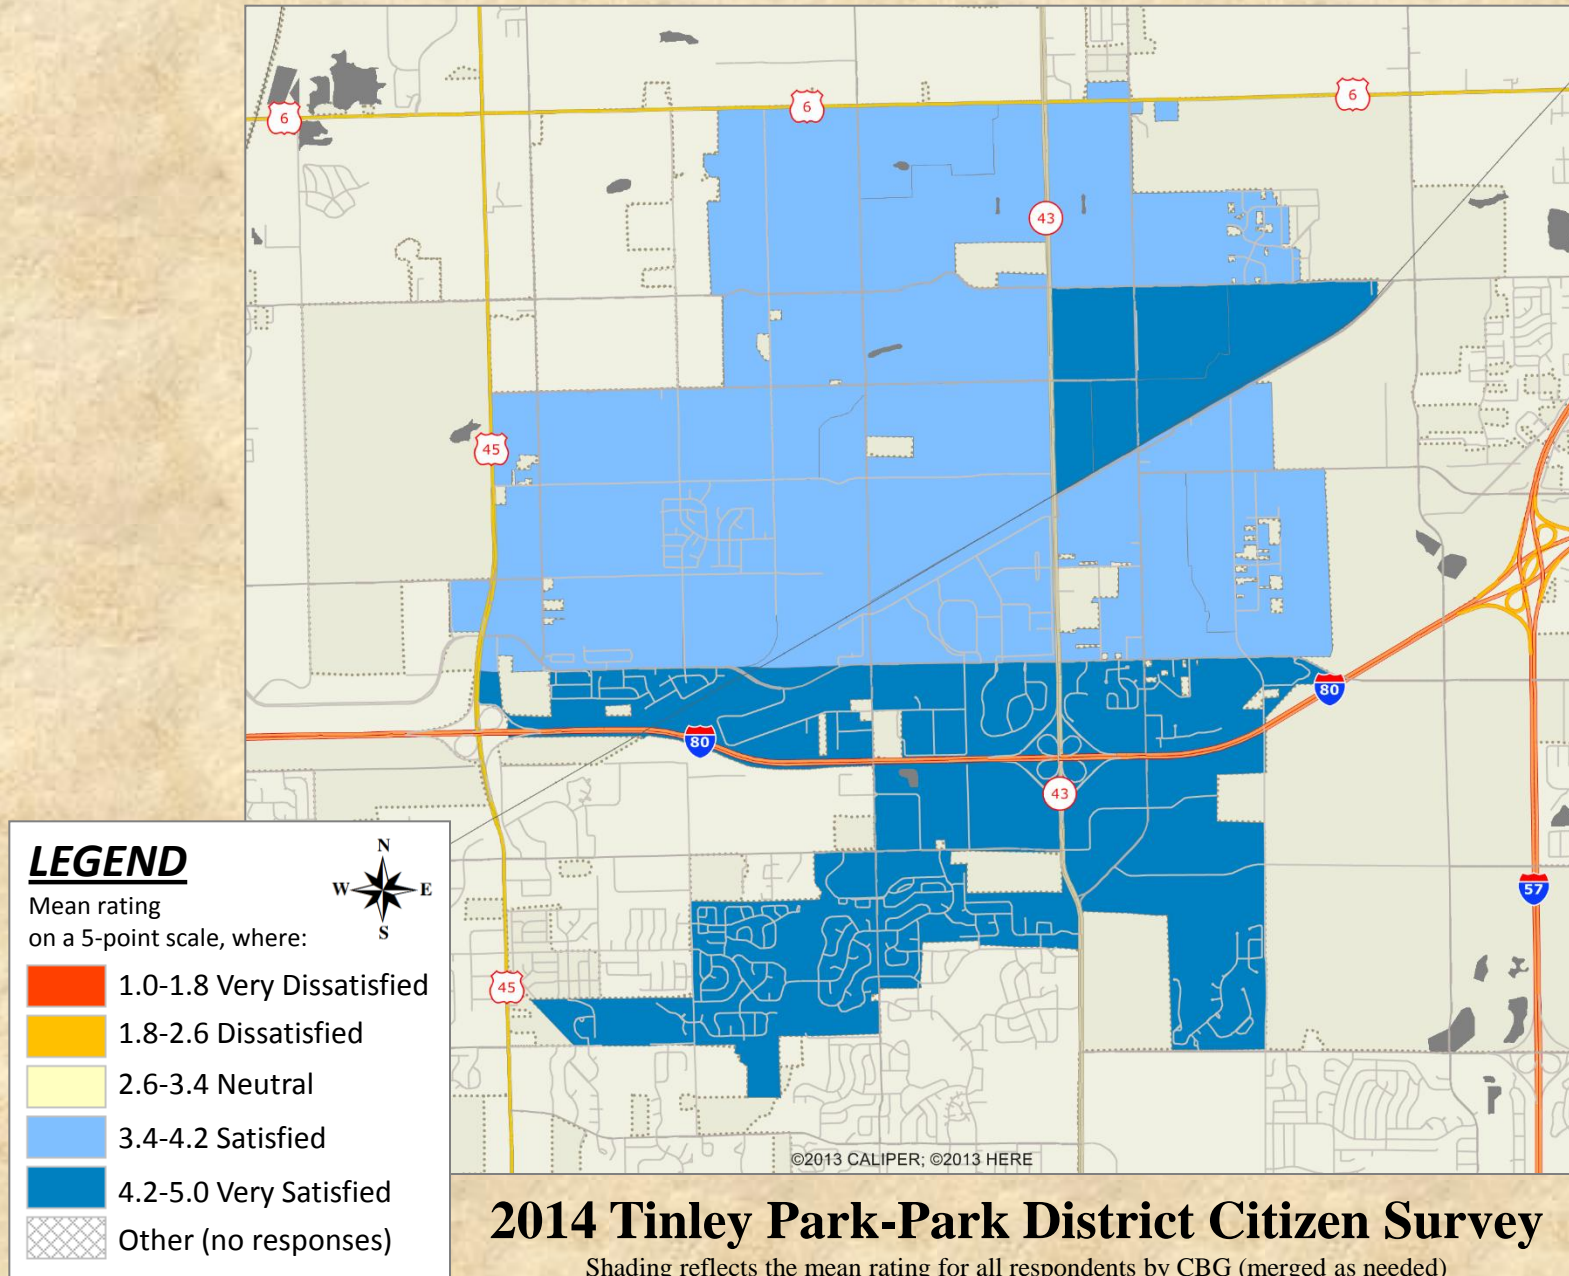 6
6
6
43
45
80
80
43
57
45
©2013 CALIPER; ©2013 HERE
LEGEND
N
W E
S
Mean rating
on a 5-point scale, where:
1.0-1.8 Very Dissatisfied
1.8-2.6 Dissatisfied
2.6-3.4 Neutral
3.4-4.2 Satisfied
4.2-5.0 Very Satisfied
Other (no responses)
2014 Tinley Park-Park District Citizen Survey
Shading reflects the mean rating for all respondents by CBG (merged as needed)